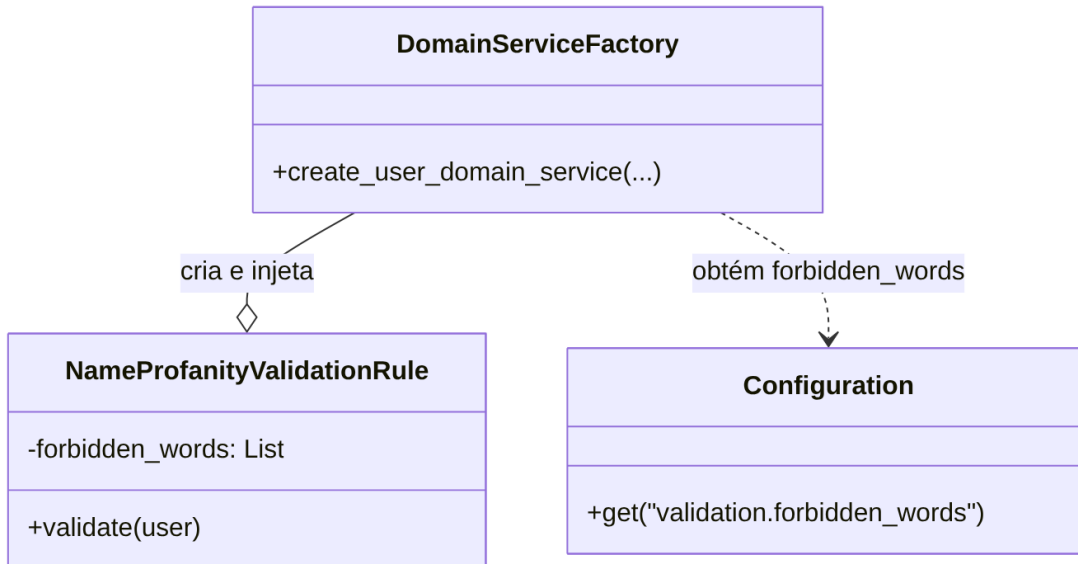 DomainServiceFactory
+create_user_domain_service(...)
cria e injeta
obtém forbidden_words
NameProfanityValidationRule
-forbidden_words: List
+validate(user)
Configuration
+get("validation.forbidden_words")